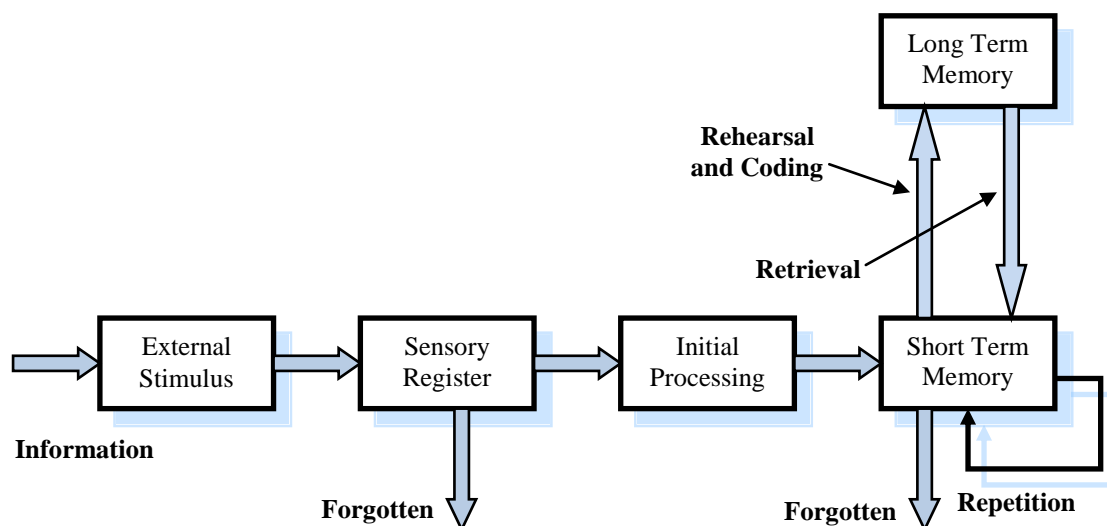 Long Term
Memory
Rehearsal
and Coding
Retrieval
External
Stimulus
Sensory
Register
Initial
Processing
Short Term
Memory
Information
Forgotten
Forgotten
Repetition